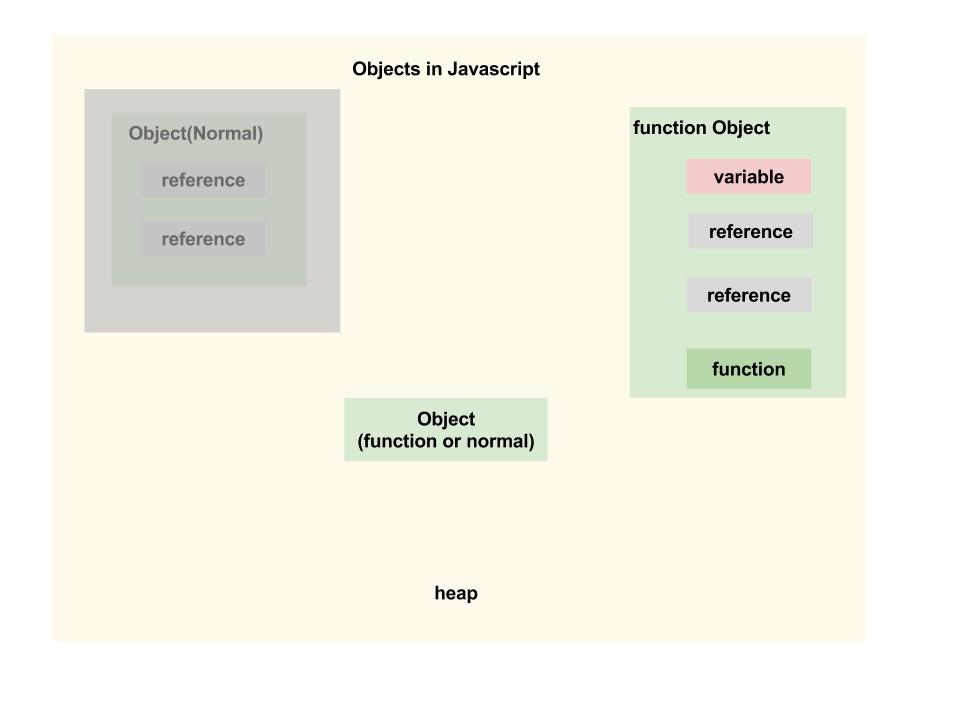 Objects in Javascript
Object(Normal)
reference
reference
function Object
variable
reference
reference
function
Object
(function or normal)
heap